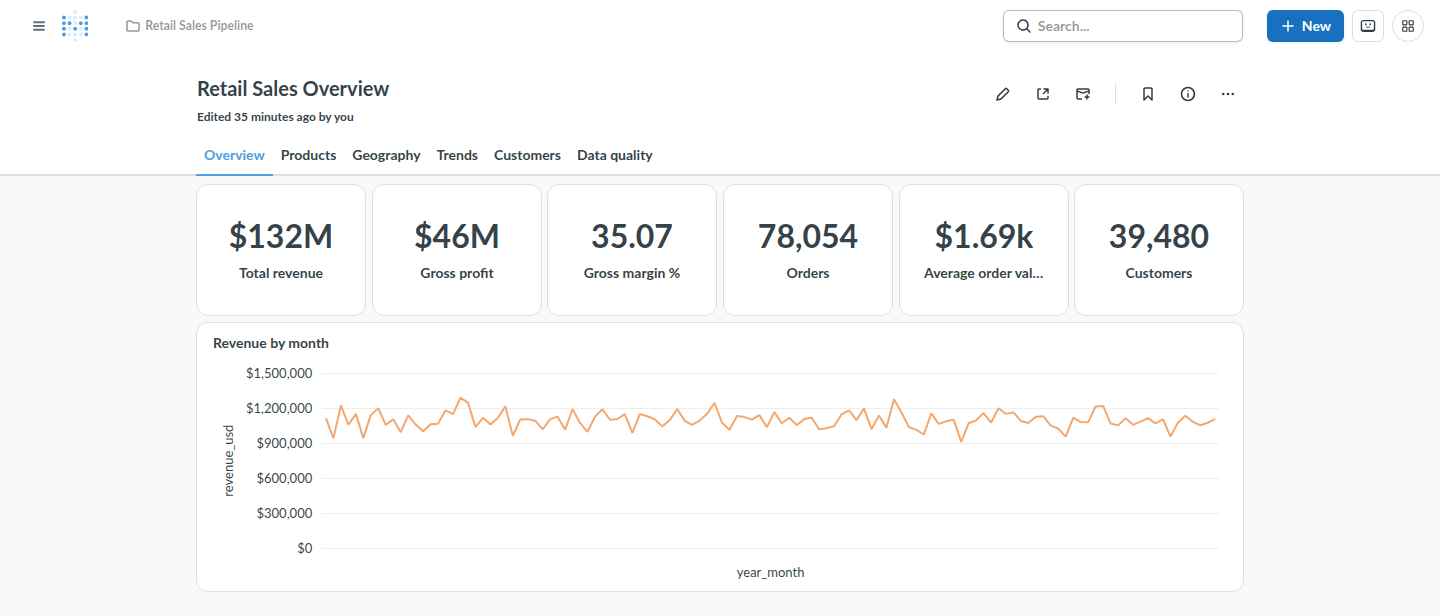 Retail Sales Pipeline
Search...
New
Retail Sales Overview
Edited 35 minutes ago by you
Overview Products Geography Trends Customers Data quality
$132M
Total revenue
$46M
Gross profit
35.07
Gross margin %
78,054
Orders
$1.69k
Average order val...
39,480
Customers
Revenue by month
$1,500,000
$1,200,000
$900,000
$600,000
$300,000
$0
revenue_usd
year_month